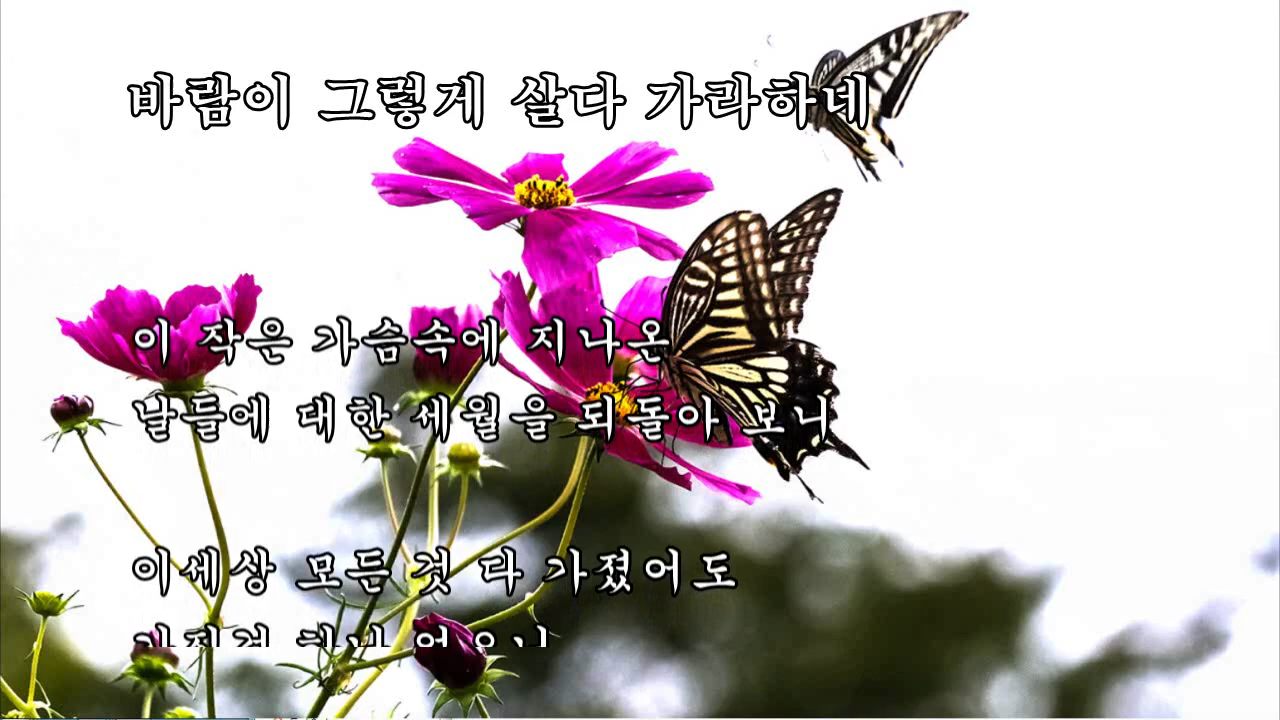 바람이 그렇게 살다 가라하네
이 작은 가슴속에 지나온
날들에 대한 세월을 되돌아 보니
이세상 모든것 다 가졌어도